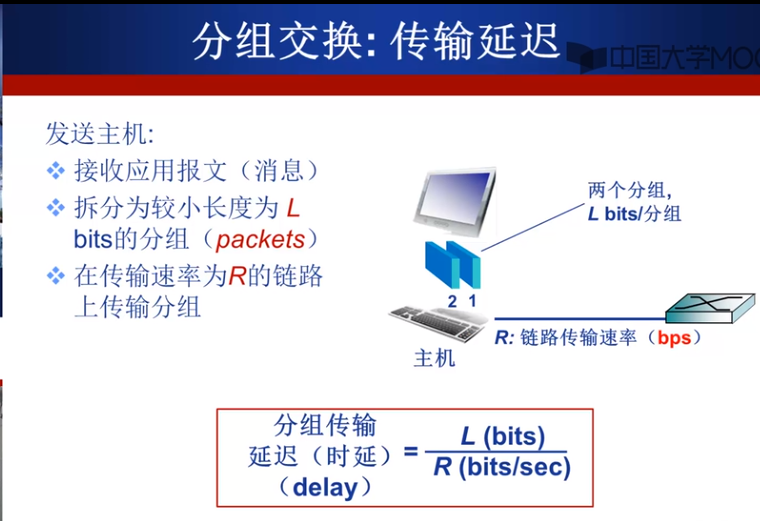 分组交换: 传输延迟
中国大学MOO
发送主机:
❖ 接收应用报文（消息）
❖ 拆分为较小长度为 L
bits的分组（packets）
❖ 在传输速率为R的链路
上传输分组
两个分组,
L bits/分组
2 1
R: 链路传输速率（bps）
主机
分组传输
延迟（时延）
（delay）
=
L (bits)
R (bits/sec)